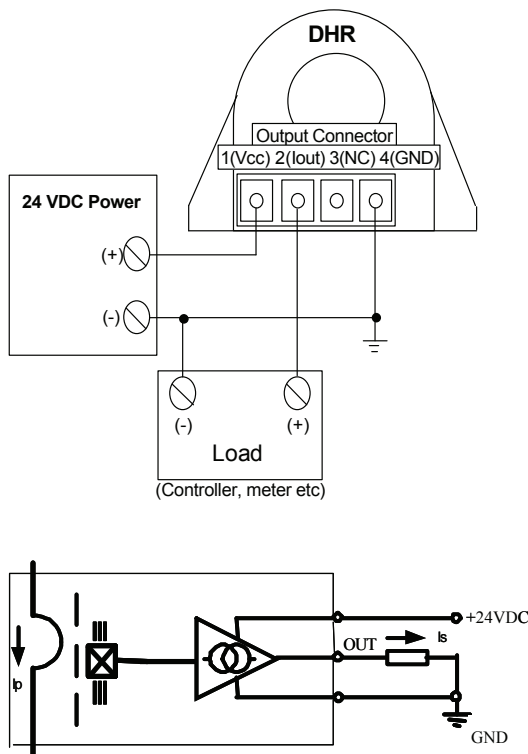 DHR
Output Connector
1(Vcc) 2(Iout) 3(NC) 4(GND)
24 VDC Power
(+)
(-)
(-)
(+)
Load
(Controller, meter etc)
+24VDC
OUT
Is
Ip
GND